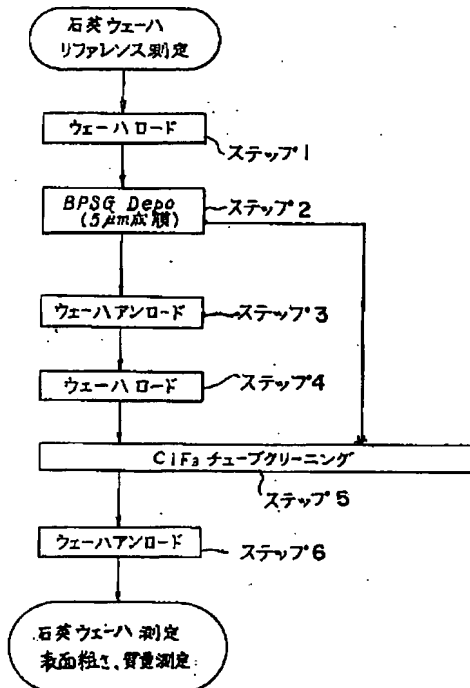 石英ウェーハ
リファレンス測定
ウェーハロード
ステップ1
BPSG Depo
(5μm成膜)
ステップ2
ウェーハアンロード
ステップ3
ウェーハロード
ステップ4
CiF₃チューブクリーニング
ステップ5
ウェーハアンロード
ステップ6
石英ウェーハ測定
表面粗さ、質量測定